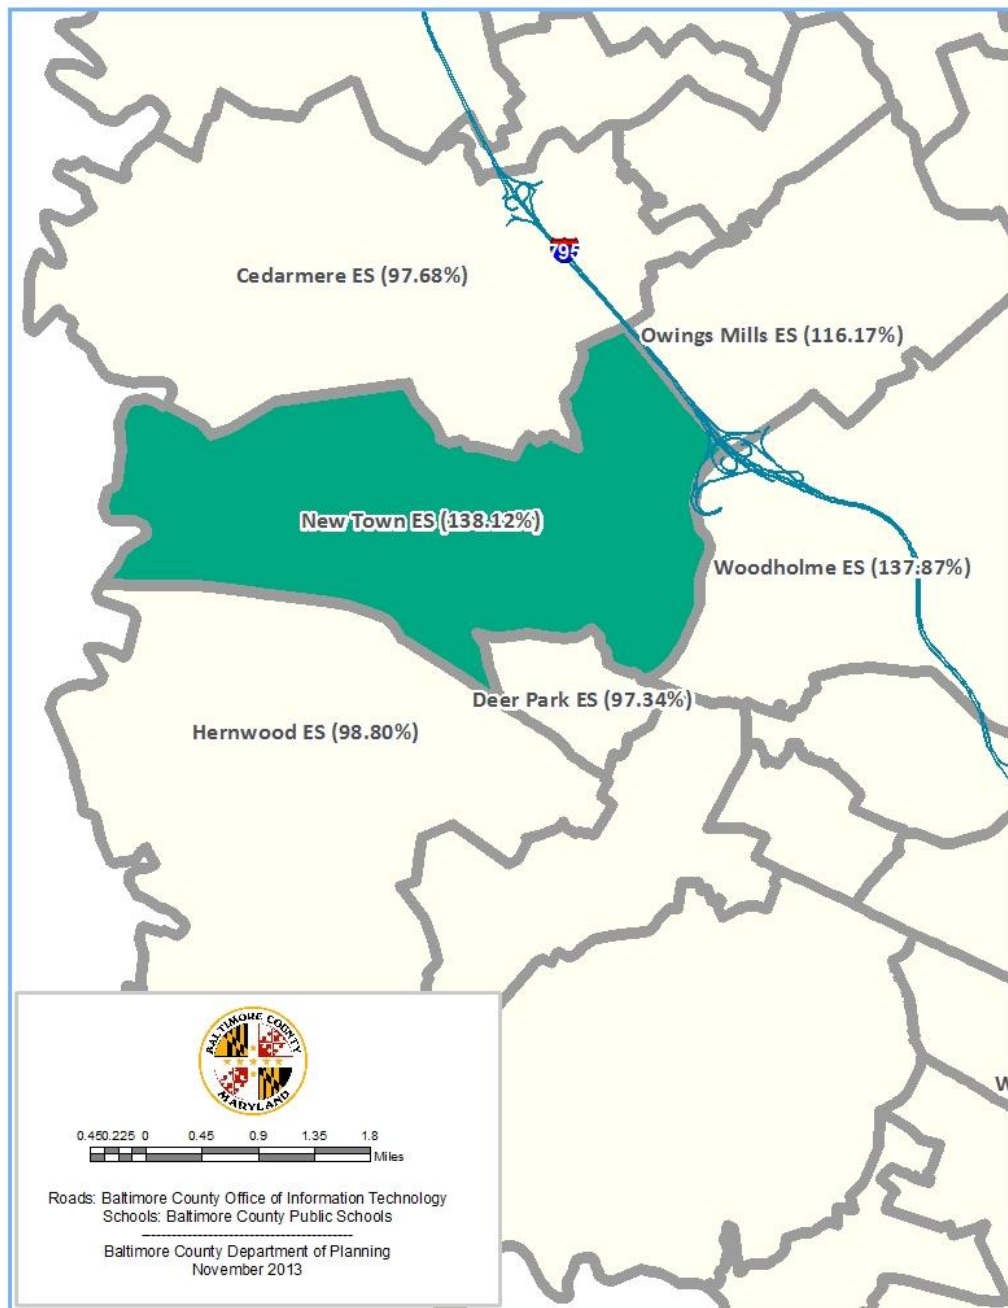 795
Cedarmere ES (97.68%)
Owings Mills ES (116.17%)
New Town ES (138.12%)
Woodholme ES (137.87%)
Deer Park ES (97.34%)
Hernwood ES (98.80%)
W
BALTIMORE COUNTY
MARYLAND
0.45 0.225 0 0.45 0.9 1.35 1.8
Miles
Roads: Baltimore County Office of Information Technology
Schools: Baltimore County Public Schools
Baltimore County Department of Planning
November 2013